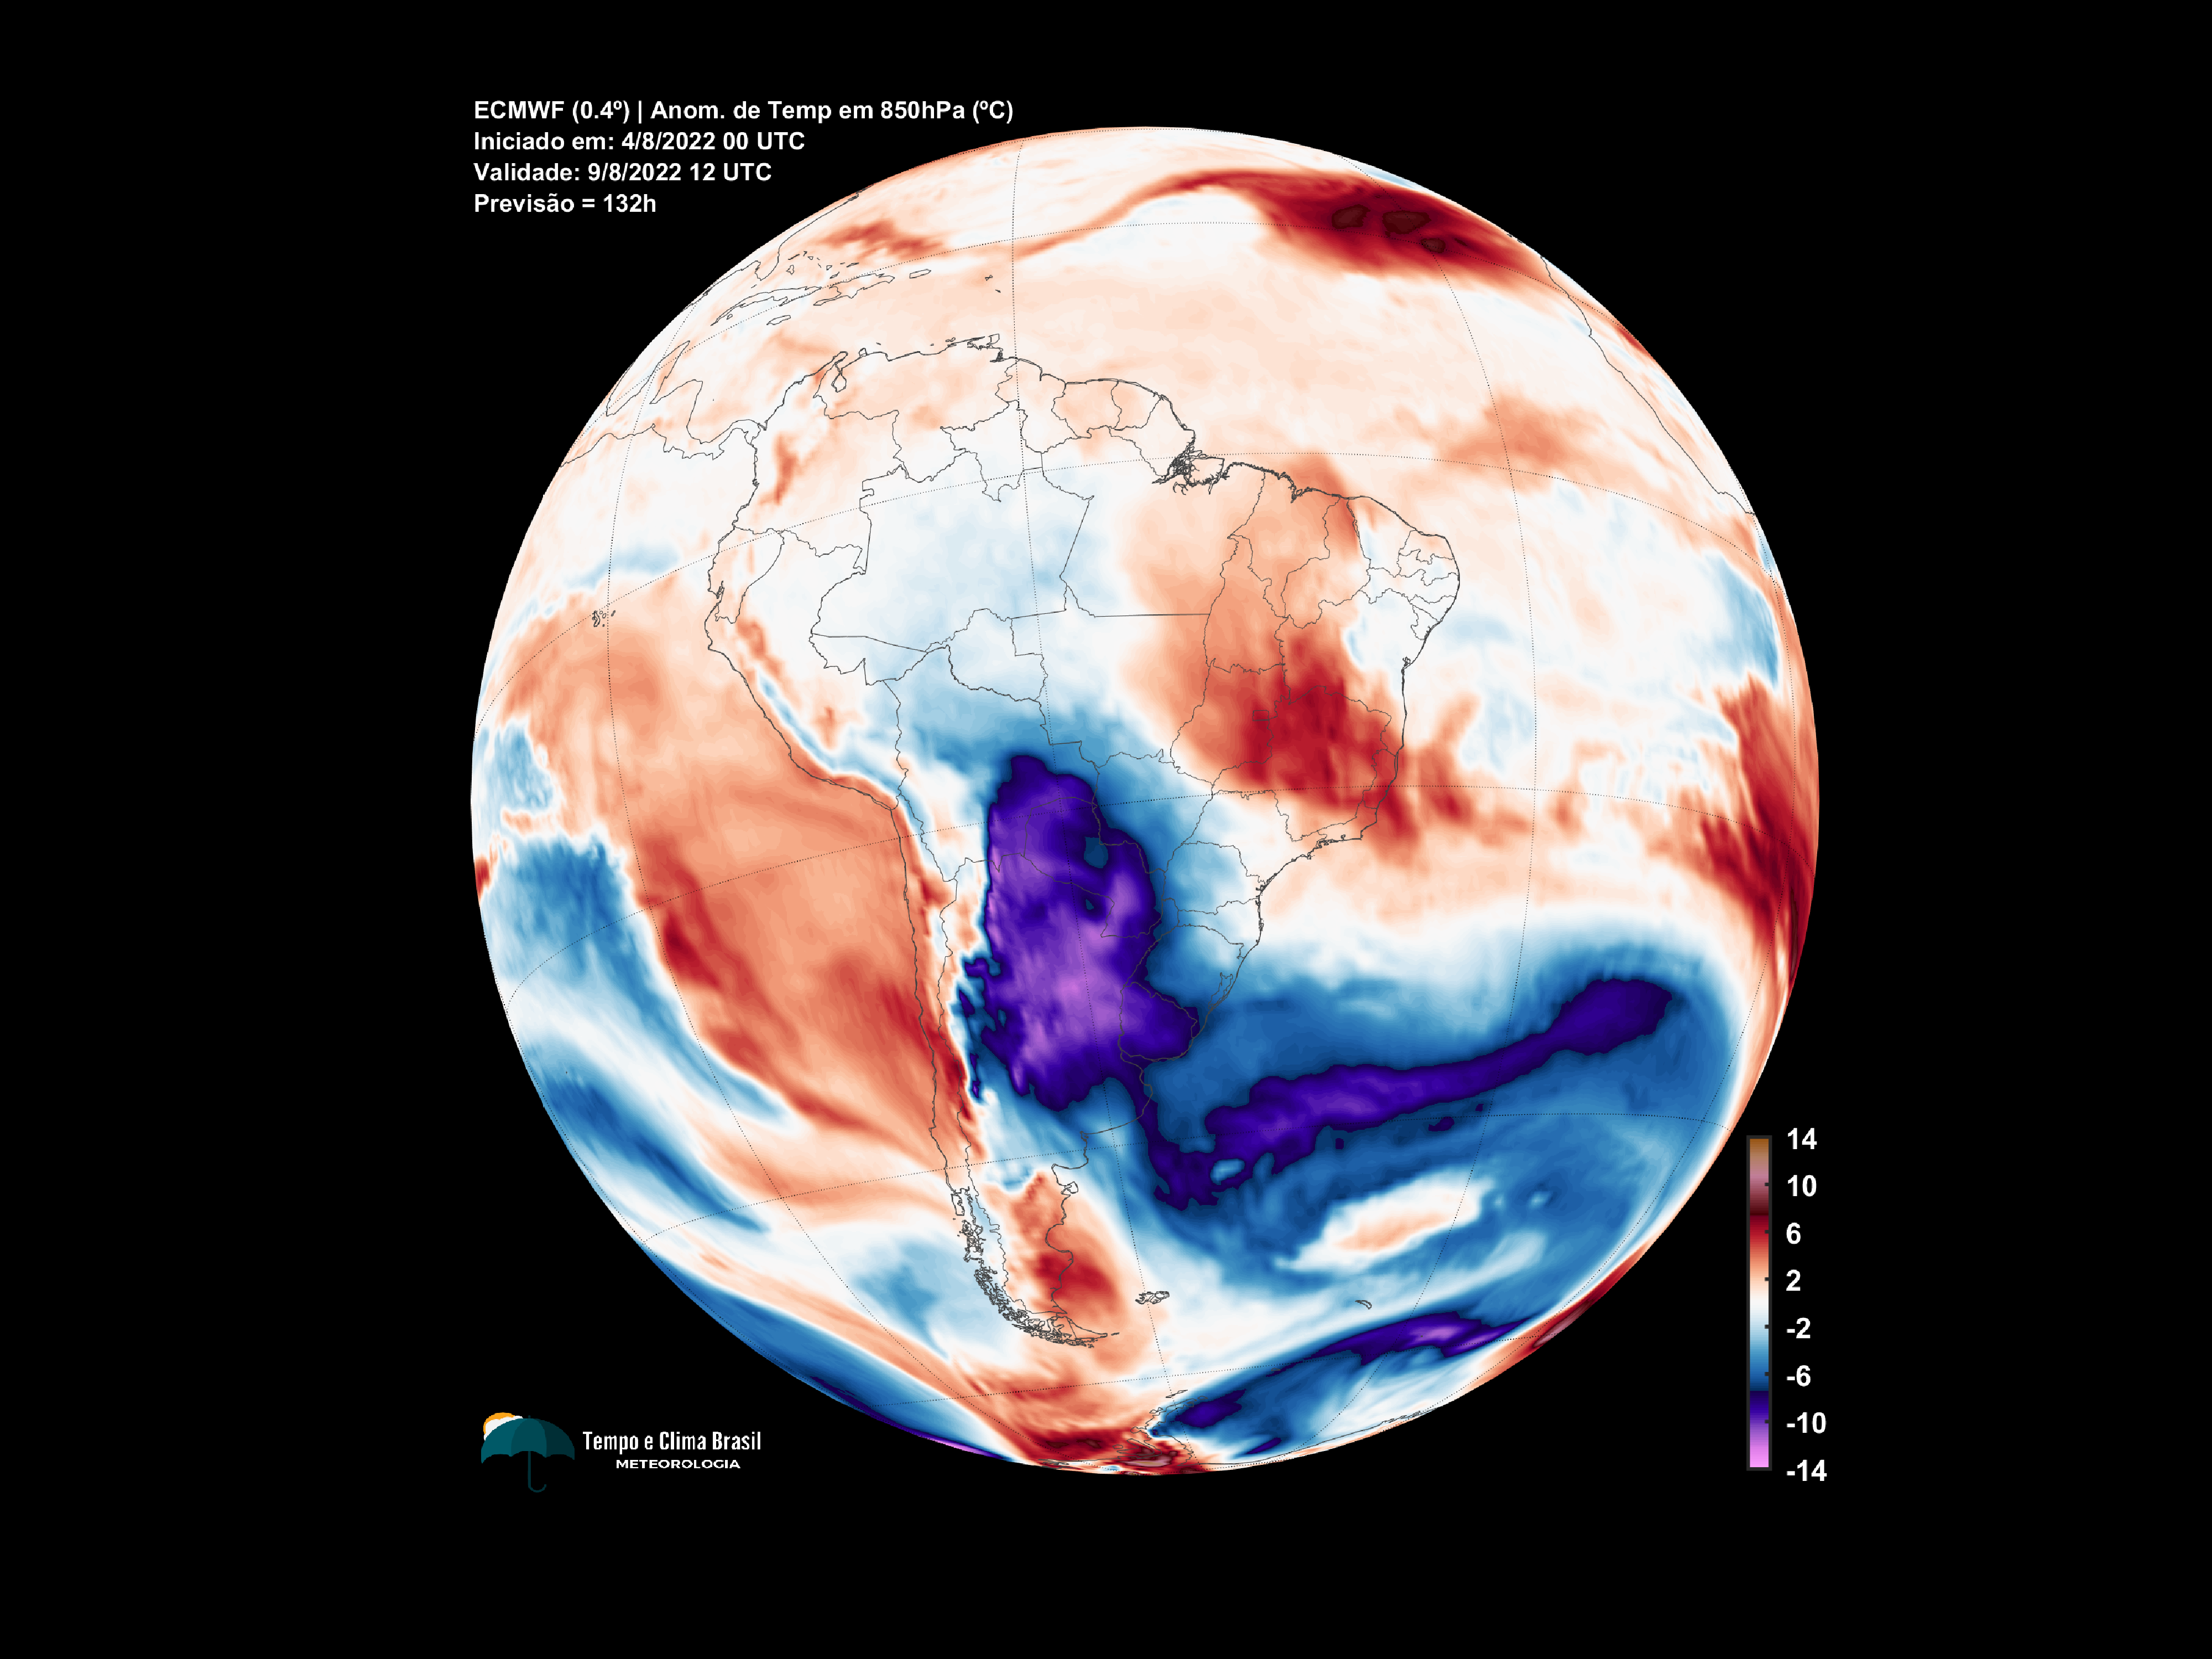 ECMWF (0.4º) | Anom. de Temp em 850hPa (ºC)
Iniciado em: 4/8/2022 00 UTC
Validade: 9/8/2022 12 UTC
Previsão = 132h
14
10
6
2
-2
-6
-10
-14
Tempo e Clima Brasil
METEOROLOGIA